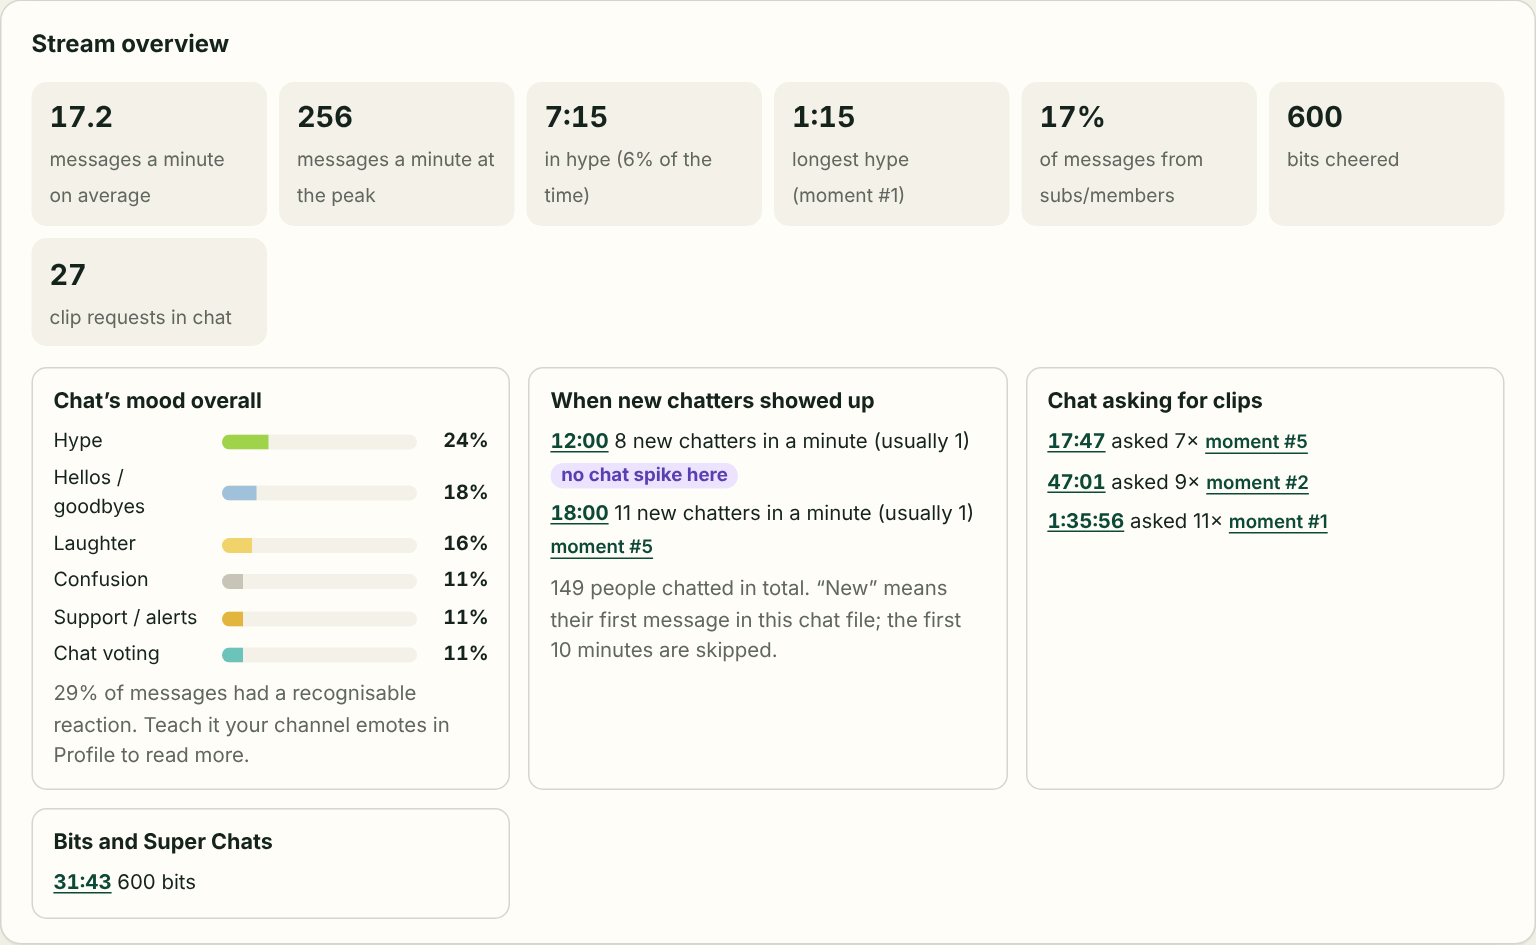 Stream overview
17.2
messages a minute
on average
256
messages a minute at
the peak
7:15
in hype (6% of the
time)
1:15
longest hype
(moment #1)
17%
of messages from
subs/members
600
bits cheered
27
clip requests in chat
Chat’s mood overall
Hype 24%
Hellos /
goodbyes 18%
Laughter 16%
Confusion 11%
Support / alerts 11%
Chat voting 11%
29% of messages had a recognisable
reaction. Teach it your channel emotes in
Profile to read more.
When new chatters showed up
12:00 8 new chatters in a minute (usually 1)
no chat spike here
18:00 11 new chatters in a minute (usually 1)
moment #5
149 people chatted in total. “New” means
their first message in this chat file; the first
10 minutes are skipped.
Chat asking for clips
17:47 asked 7× moment #5
47:01 asked 9× moment #2
1:35:56 asked 11× moment #1
Bits and Super Chats
31:43 600 bits